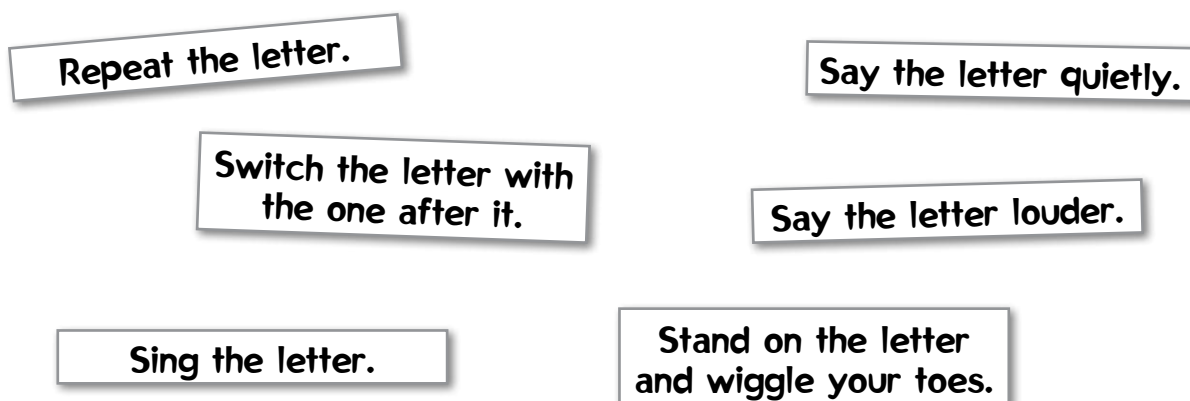 Repeat the letter.
Say the letter quietly.
Switch the letter with
the one after it.
Say the letter louder.
Sing the letter.
Stand on the letter
and wiggle your toes.